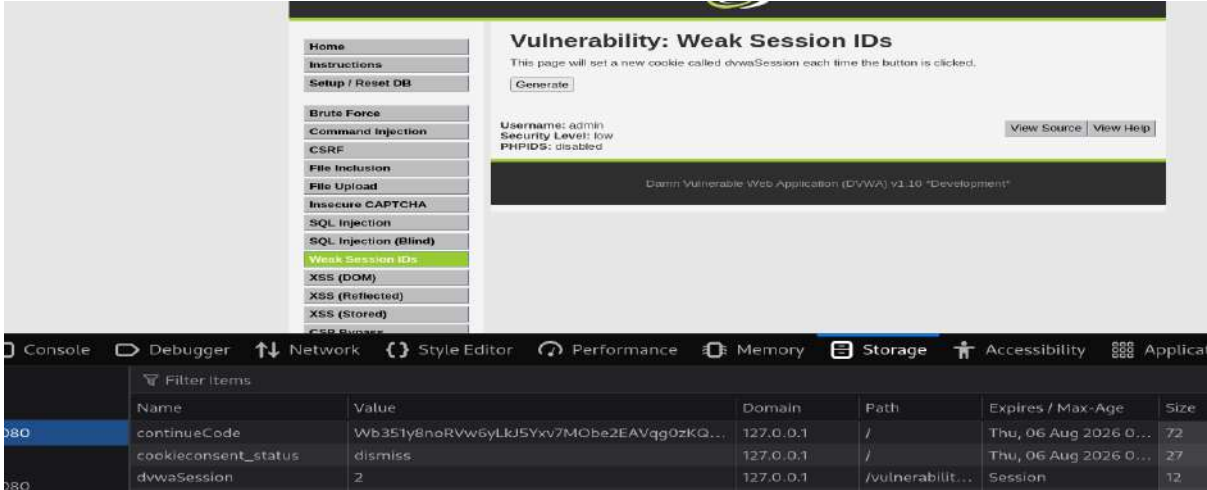 Home
Instructions
Setup / Reset DB
Brute Force
Command Injection
CSRF
File Inclusion
File Upload
Insecure CAPTCHA
SQL Injection
SQL Injection (Blind)
Weak Session IDs
XSS (DOM)
XSS (Reflected)
XSS (Stored)
CSP Bypass
Vulnerability: Weak Session IDs
This page will set a new cookie called dvwaSession each time the button is clicked.
Generate
Username: admin
Security Level: low
PHPIDS: disabled
View Source View Help
Damn Vulnerable Web Application (DVWA) v1.10 *Development*
Console Debugger Network Style Editor Performance Memory Storage Accessibility Applicat
Filter Items
Name Value Domain Path Expires / Max-Age Size
080 continueCode Wb351y8noRVw6yLkJ5Yxv7MObe2EAVqg0zKQ... 127.0.0.1 / Thu, 06 Aug 2026 0... 72
cookieconsent_status dismiss 127.0.0.1 / Thu, 06 Aug 2026 0... 27
080 dvwaSession 2 127.0.0.1 /vulnerabilit... Session 12